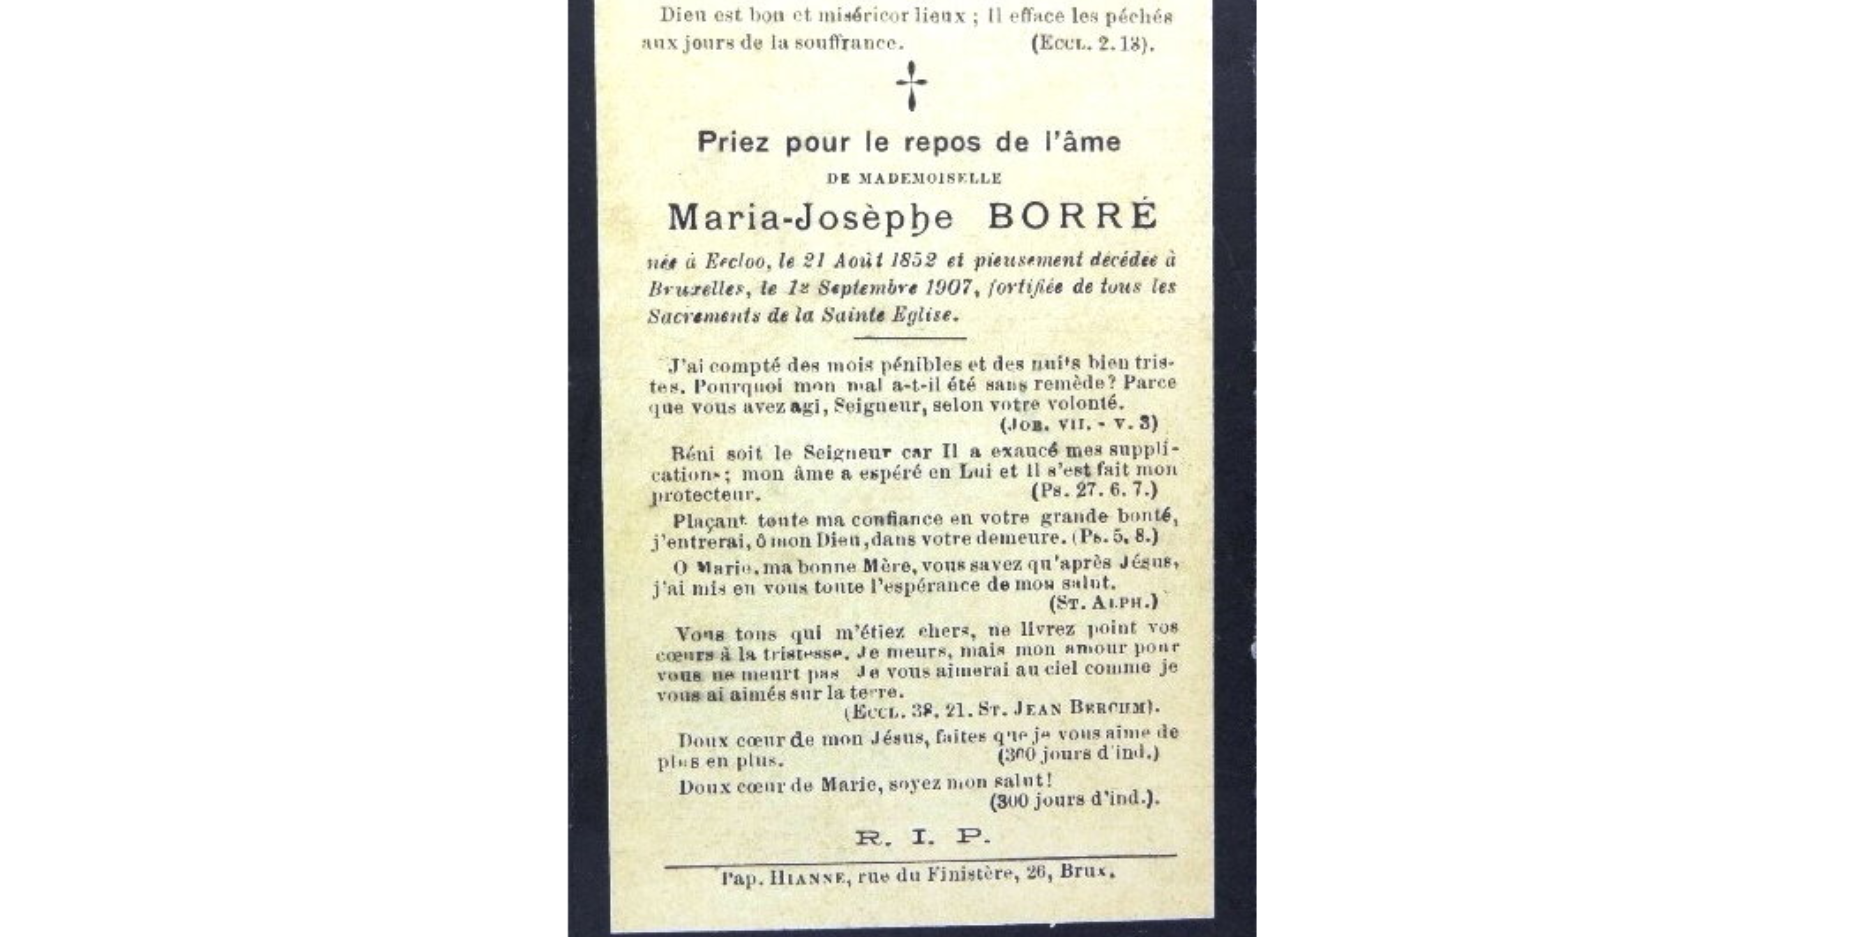 Dieu est bon et miséricordieux ; Il efface les péchés
aux jours de la souffrance. (Eccl. 2.13).
Priez pour le repos de l'âme
DE MADEMOISELLE
Maria-Josèphe BORRÉ
née à Eecloo, le 21 Août 1852 et pieusement décédée à
Bruxelles, le 12 Septembre 1907, fortifiée de tous les
Sacrements de la Sainte Eglise.
J'ai compté des mois pénibles et des nuits bien tris-
tes. Pourquoi mon mal a-t-il été sans remède? Parce
que vous avez agi, Seigneur, selon votre volonté.
(Job. VII. - V. 3)
Béni soit le Seigneur car Il a exaucé mes suppli-
cations; mon âme a espéré en Lui et Il s'est fait mon
protecteur. (Ps. 27. 6. 7.)
Plaçant toute ma confiance en votre grande bonté,
j'entrerai, ô mon Dieu, dans votre demeure. (Ps. 5, 8.)
O Marie, ma bonne Mère, vous savez qu'après Jésus,
j'ai mis en vous toute l'espérance de mon salut.
(St. Alph.)
Vous tous qui m'étiez chers, ne livrez point vos
cœurs à la tristesse. Je meurs, mais mon amour pour
vous ne meurt pas Je vous aimerai au ciel comme je
vous ai aimés sur la terre.
(Eccl. 38, 21. St. Jean Berchm).
Doux cœur de mon Jésus, faites que je vous aime de
plus en plus. (300 jours d'ind.)
Doux cœur de Marie, soyez mon salut!
(300 jours d'ind.).
R. I. P.
Pap. Hianne, rue du Finistère, 26, Brux.